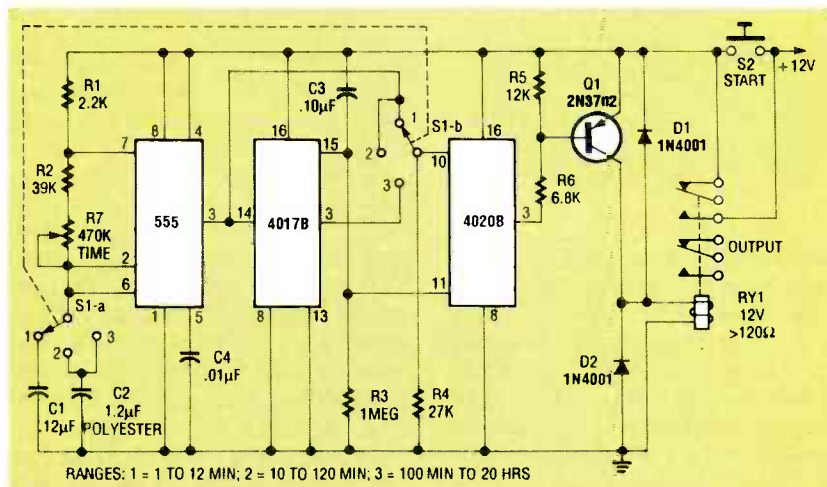 R1
2.2K
R2
39K
R7
470K
TIME
7
2
6
8
4
555
3
1
5
S1-a
1
2
3
C1
.12µF
C2
1.2µF
POLYESTER
C4
.01µF
C3
.10µF
16
15
14
4017B
3
8
13
1
S1-b
2
3
10
16
4020B
3
11
8
R3
1MEG
R4
27K
R5
12K
R6
6.8K
Q1
D1
1N4001
D2
1N4001
S2
START
+12V
OUTPUT
RY1
12V
>120Ω
RANGES: 1 = 1 TO 12 MIN; 2 = 10 TO 120 MIN; 3 = 100 MIN TO 20 HRS